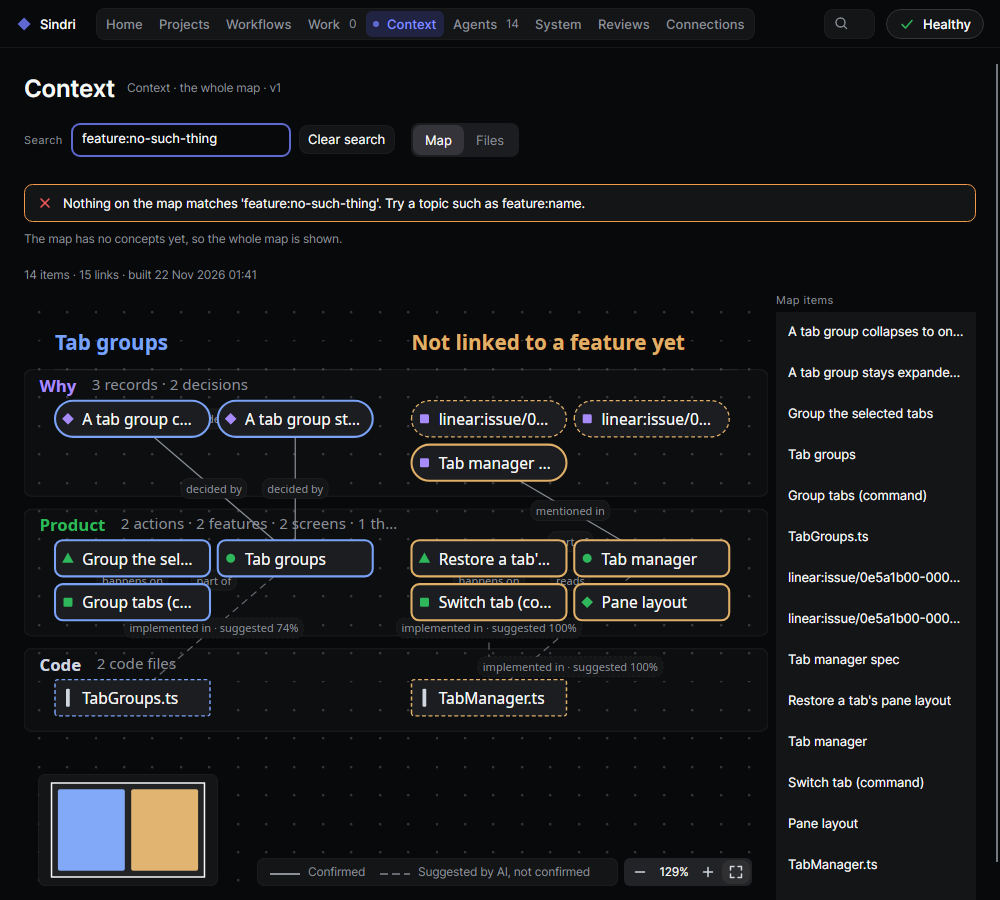 Sindri
Home Projects Workflows Work 0 Context Agents 14 System Reviews Connections
Healthy
Context Context · the whole map · v1
Search feature:no-such-thing Clear search Map Files
Nothing on the map matches 'feature:no-such-thing'. Try a topic such as feature:name.
The map has no concepts yet, so the whole map is shown.
14 items · 15 links · built 22 Nov 2026 01:41
Tab groups
Not linked to a feature yet
Why 3 records · 2 decisions
A tab group c...
A tab group st...
linear:issue/0...
linear:issue/0...
Tab manager ...
decided by
decided by
mentioned in
Product 2 actions · 2 features · 2 screens · 1 th...
Group the sel...
Tab groups
Restore a tab'...
Tab manager
happens on
part of
happens on
reads
Group tabs (c...
Switch tab (co...
Pane layout
implemented in · suggested 74%
implemented in · suggested 100%
Code 2 code files
implemented in · suggested 100%
TabGroups.ts
TabManager.ts
Confirmed
Suggested by AI, not confirmed
129%
Map items
A tab group collapses to on...
A tab group stays expande...
Group the selected tabs
Tab groups
Group tabs (command)
TabGroups.ts
linear:issue/0e5a1b00-000...
linear:issue/0e5a1b00-000...
Tab manager spec
Restore a tab's pane layout
Tab manager
Switch tab (command)
Pane layout
TabManager.ts